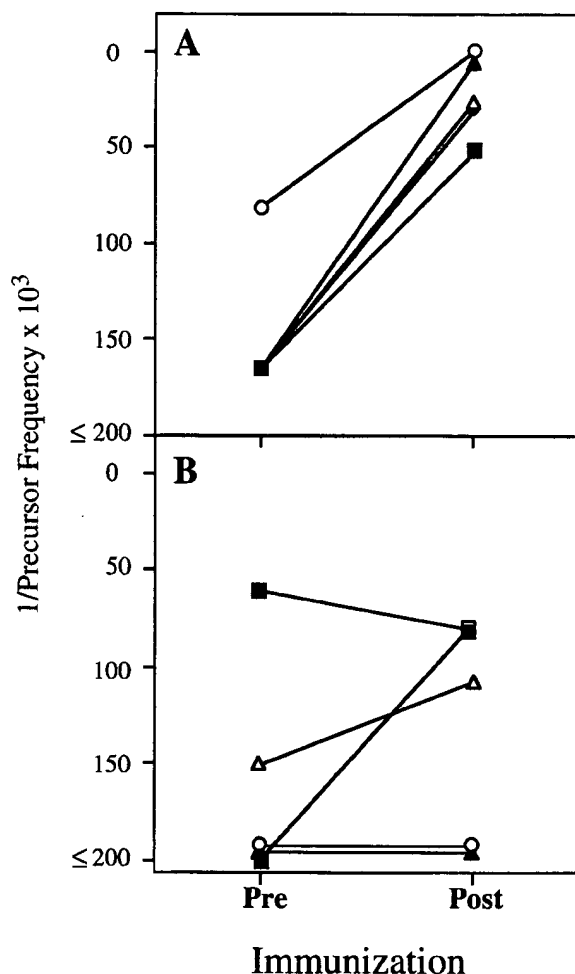 A
0
50
100
150
≤ 200
B
0
50
100
150
≤ 200
1/Precursor Frequency x 10³
Pre Post
Immunization